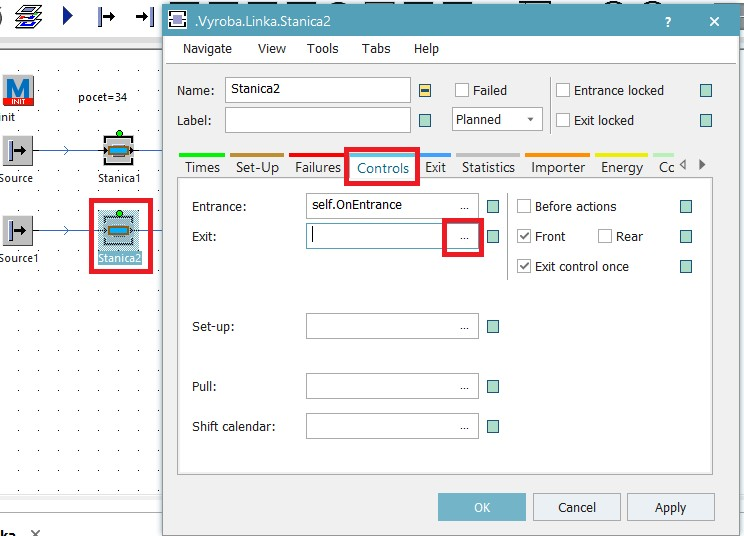 .Vyroba.Linka.Stanica2 ? ✕
Navigate View Tools Tabs Help
M
INIT
nit
pocet=34
Source
Stanica1
Source1
Stanica2
Name: Stanica2 Failed Entrance locked
Label: Planned Exit locked
Times Set-Up Failures Controls Exit Statistics Importer Energy Cc
Entrance: self.OnEntrance ... Before actions
Exit: ... Front Rear
Exit control once
Set-up: ...
Pull: ...
Shift calendar: ...
OK Cancel Apply
ka ✕